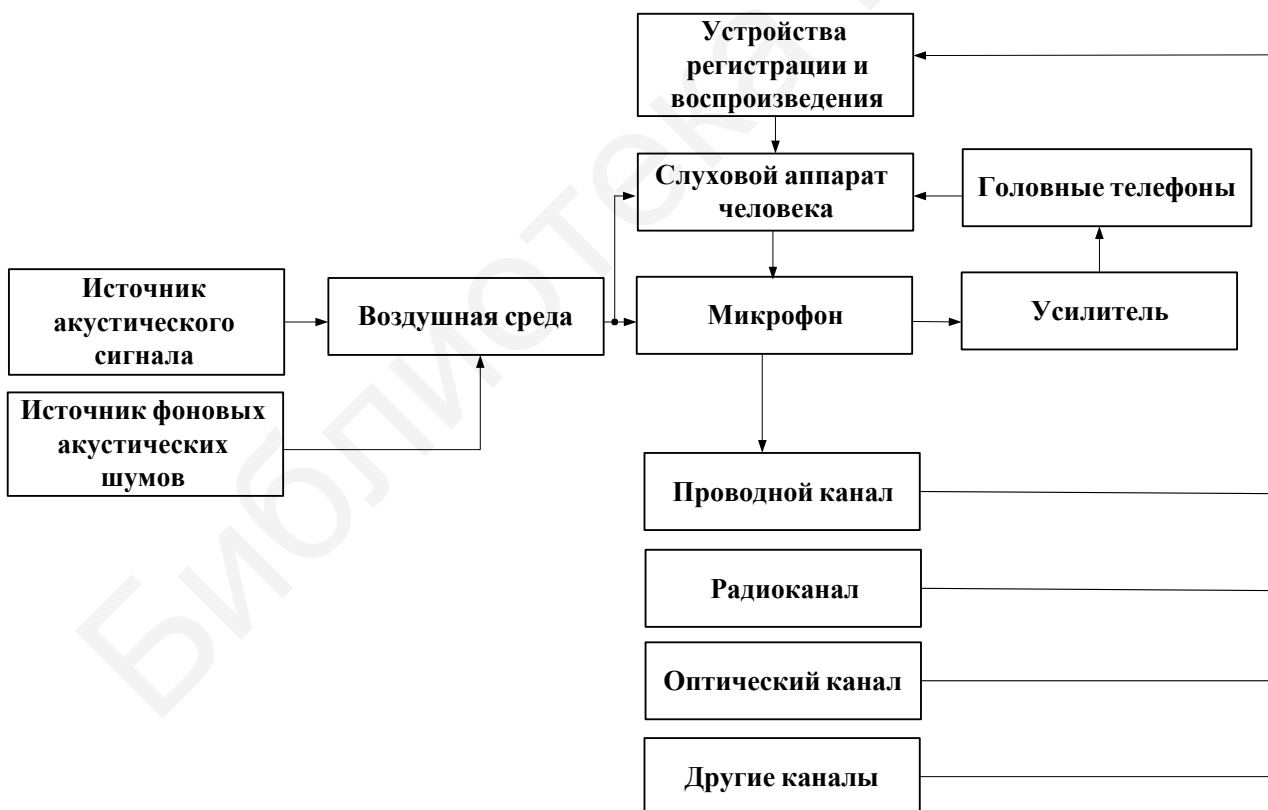 Устройства
регистрации и
воспроизведения
Слуховой аппарат
человека
Головные телефоны
Источник
акустического
сигнала
Воздушная среда
Микрофон
Усилитель
Источник фоновых
акустических
шумов
Проводной канал
Радиоканал
Оптический канал
Другие каналы
Библиотека